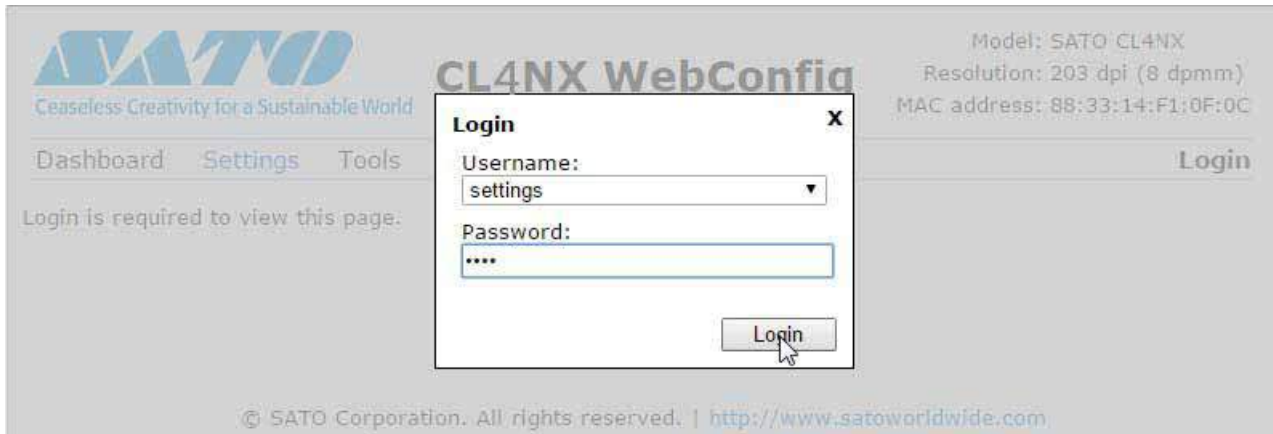 SATO
Ceaseless Creativity for a Sustainable World
CL4NX WebConfig
Model: SATO CL4NX
Resolution: 203 dpi (8 dpmm)
MAC address: 88:33:14:F1:0F:0C
Dashboard Settings Tools
Login
Login is required to view this page.
Login X
Username:
settings
Password:
••••
Login
© SATO Corporation. All rights reserved. | http://www.satoworldwide.com